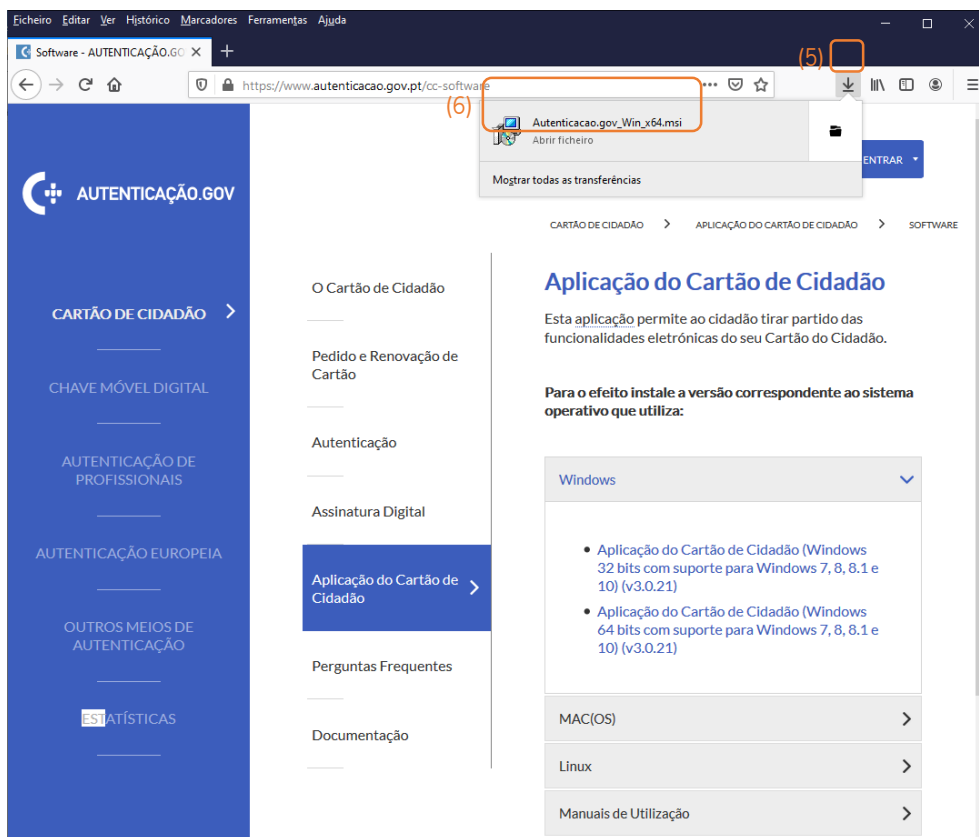 Ficheiro Editar Ver Histórico Marcadores Ferramentas Ajuda
Software - AUTENTICAÇÃO.GO
(5)
https://www.autenticacao.gov.pt/cc-software
(6)
Autenticacao.gov_Win_x64.msi
Abrir ficheiro
Mostrar todas as transferências
ENTRAR
AUTENTICAÇÃO.GOV
CARTÃO DE CIDADÃO > APLICAÇÃO DO CARTÃO DE CIDADÃO > SOFTWARE
CARTÃO DE CIDADÃO
CHAVE MÓVEL DIGITAL
AUTENTICAÇÃO DE
PROFISSIONAIS
AUTENTICAÇÃO EUROPEIA
OUTROS MEIOS DE
AUTENTICAÇÃO
ESTATÍSTICAS
O Cartão de Cidadão
Pedido e Renovação de
Cartão
Autenticação
Assinatura Digital
Aplicação do Cartão de
Cidadão
Perguntas Frequentes
Documentação
Aplicação do Cartão de Cidadão
Esta aplicação permite ao cidadão tirar partido das
funcionalidades eletrónicas do seu Cartão do Cidadão.
Para o efeito instale a versão correspondente ao sistema
operativo que utiliza:
Windows
Aplicação do Cartão de Cidadão (Windows
32 bits com suporte para Windows 7, 8, 8.1 e
10) (v3.0.21)
Aplicação do Cartão de Cidadão (Windows
64 bits com suporte para Windows 7, 8, 8.1 e
10) (v3.0.21)
MAC(OS)
Linux
Manuais de Utilização